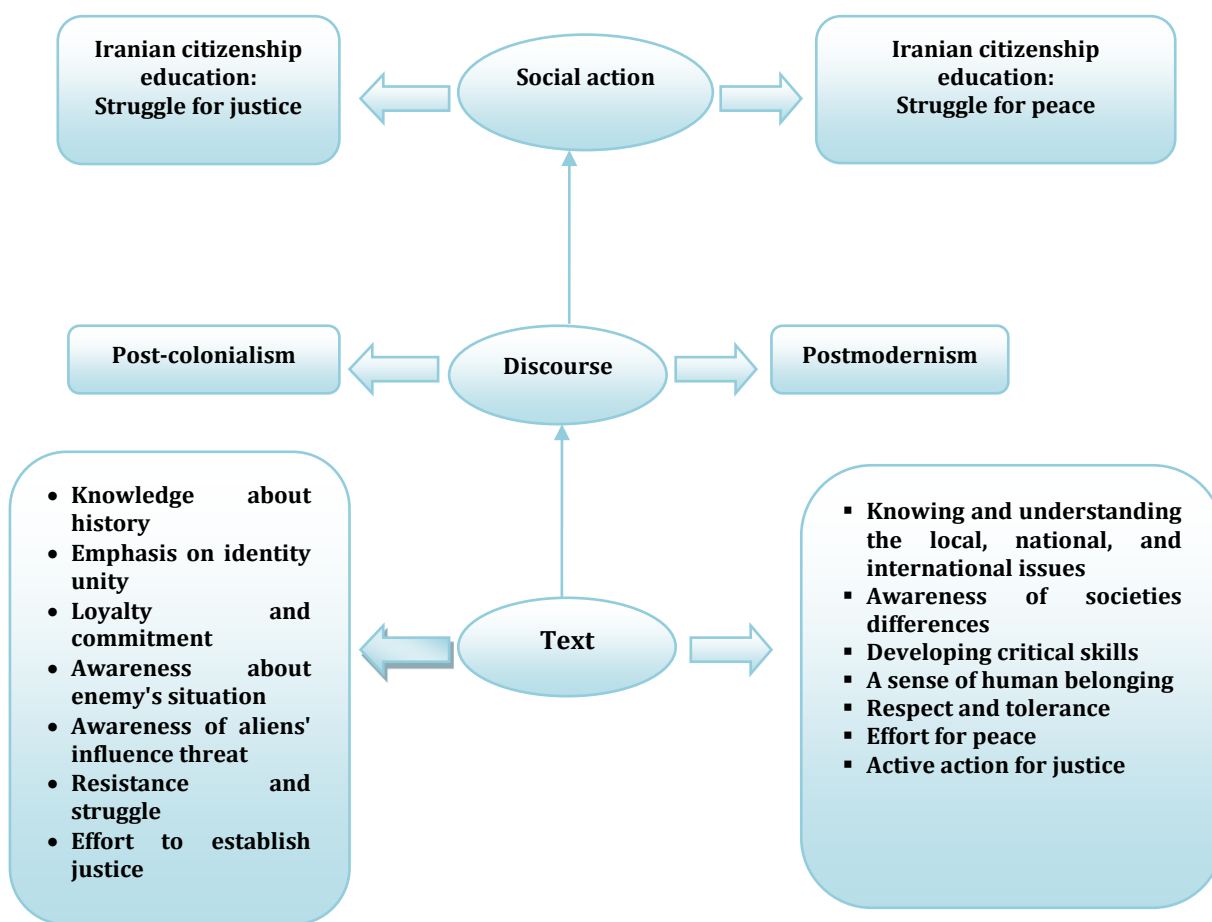 Iranian citizenship
education:
Struggle for justice
Social action
Iranian citizenship
education:
Struggle for peace
Post-colonialism
Discourse
Postmodernism
• Knowledge about
history
• Emphasis on identity
unity
• Loyalty and
commitment
• Awareness about
enemy's situation
• Awareness of aliens'
influence threat
• Resistance and
struggle
• Effort to establish
justice
Text
▪ Knowing and understanding
the local, national, and
international issues
▪ Awareness of societies
differences
▪ Developing critical skills
▪ A sense of human belonging
▪ Respect and tolerance
▪ Effort for peace
▪ Active action for justice